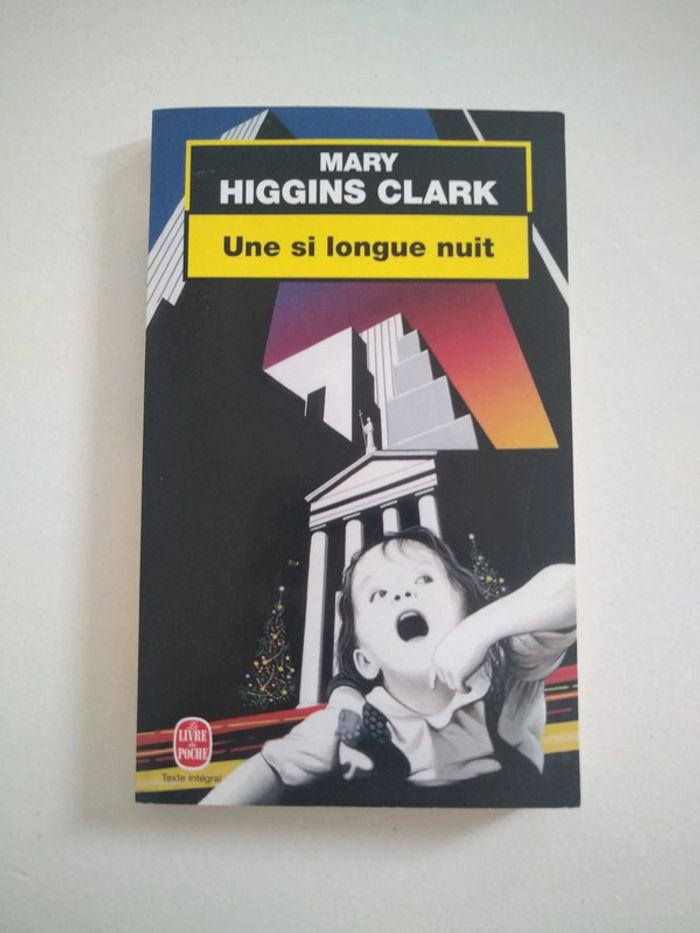 MARY
HIGGINS CLARK
Une si longue nuit
Le
LIVRE
de
POCHE
Texte intégral